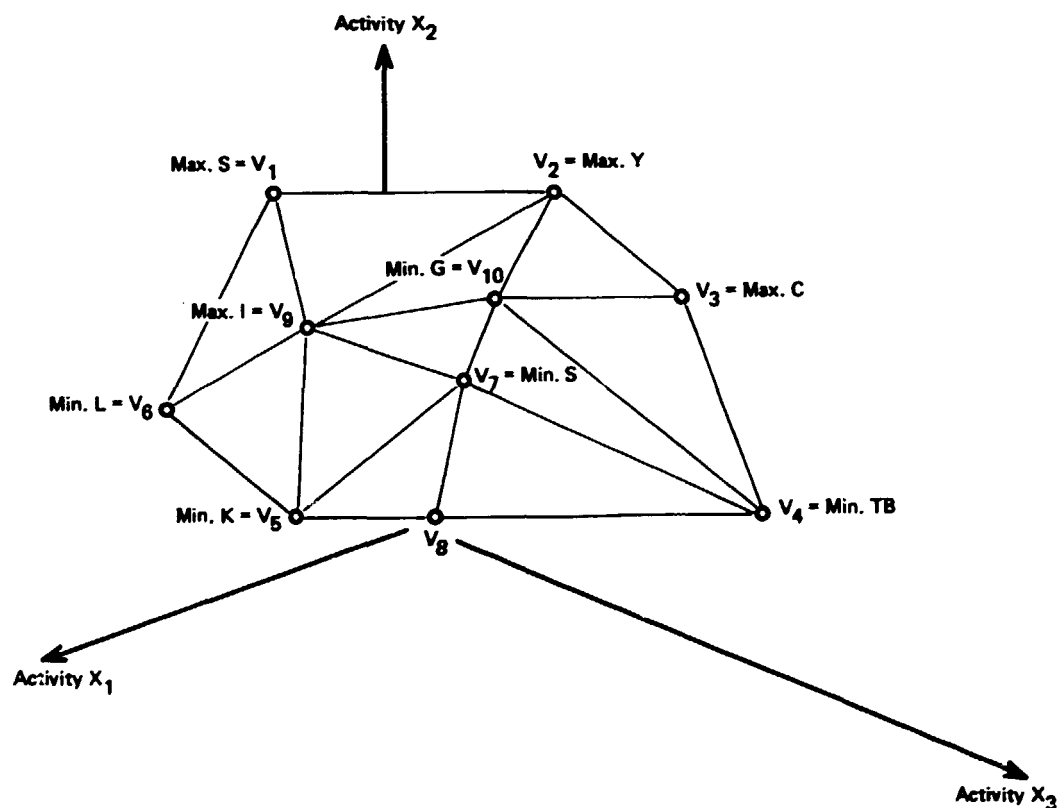 Activity X2
Max. S = V1
V2 = Max. Y
Min. G = V10
V3 = Max. C
Max. I = V9
V7 = Min. S
Min. L = V6
Min. K = V5
V4 = Min. TB
V8
Activity X1
Activity X3